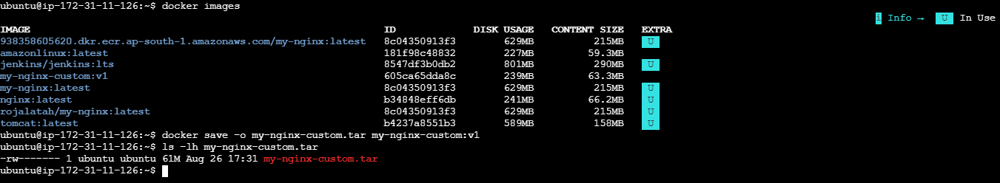 ubuntu@ip-172-31-11-126:~$ docker images
i Info → U In Use
IMAGE ID DISK USAGE CONTENT SIZE EXTRA
938358605620.dkr.ecr.ap-south-1.amazonaws.com/my-nginx:latest 8c04350913f3 629MB 215MB U
amazonlinux:latest 181f98c48832 227MB 59.3MB
jenkins/jenkins:lts 8547df3b0db2 801MB 290MB U
my-nginx-custom:v1 605ca65dda8c 239MB 63.3MB
my-nginx:latest 8c04350913f3 629MB 215MB U
nginx:latest b34848eff6db 241MB 66.2MB U
rojalatah/my-nginx:latest 8c04350913f3 629MB 215MB U
tomcat:latest b4237a8551b3 589MB 158MB U
ubuntu@ip-172-31-11-126:~$ docker save -o my-nginx-custom.tar my-nginx-custom:v1
ubuntu@ip-172-31-11-126:~$ ls -lh my-nginx-custom.tar
-rw------- 1 ubuntu ubuntu 61M Aug 26 17:31 my-nginx-custom.tar
ubuntu@ip-172-31-11-126:~$